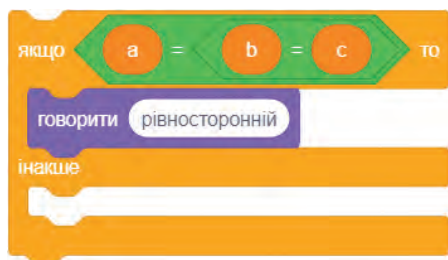 якщо a = b = c то
говорити рівносторонній
інакше